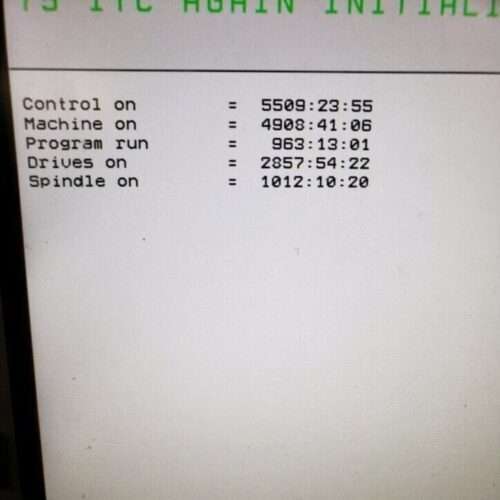 AGAIN
Control on = 5509:23:55
Machine on = 4908:41:06
Program run = 963:13:01
Drives on = 2857:54:22
Spindle on = 1012:10:20